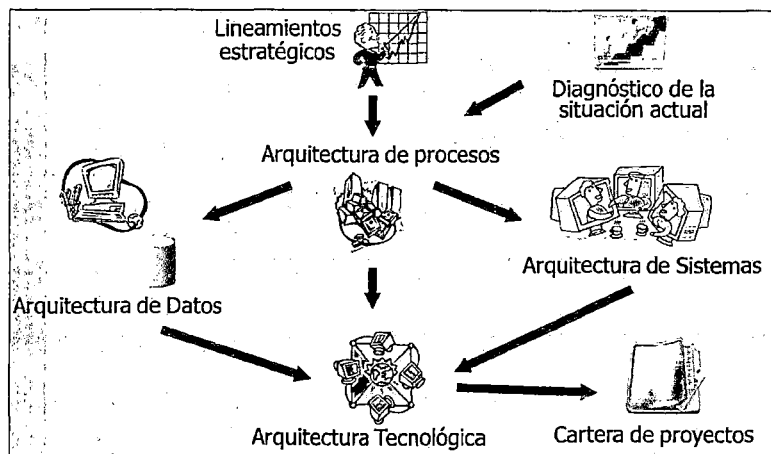 Lineamientos
estratégicos
Diagnóstico de la
situación actual
Arquitectura de procesos
Arquitectura de Sistemas
Arquitectura de Datos
Arquitectura Tecnológica
Cartera de proyectos